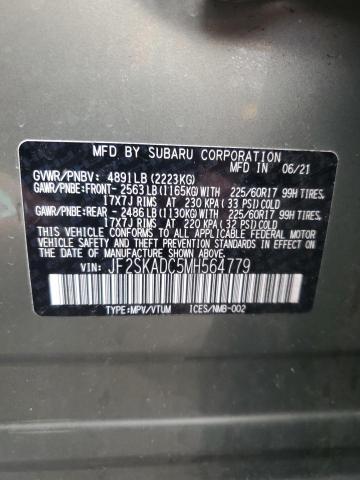 MFD. BY SUBARU CORPORATION
GVWR/PNBV: 4891LB (2223KG) MFD IN 06/21
GAWR/PNBE:FRONT- 2563LB (1165KG)WITH 225/60R17 99H TIRES,
17X7J RIMS AT 230 KPA ( 33 PSI)COLD
GAWR/PNBE:REAR - 2486LB (1130KG)WITH 225/60R17 99H TIRES,
17X7J RIMS AT 220 KPA ( 32 PSI)COLD
THIS VEHICLE CONFORMS TO ALL APPLICABLE FEDERAL MOTOR VEHICLE
SAFETY, BUMPER, AND THEFT PREVENTION STANDARDS IN EFFECT
ON THE DATE OF MANUFACTURE SHOWN ABOVE.
VIN: JF2SKADC5MH564779
TYPE:MPV/VTUM ICES/NMB-002